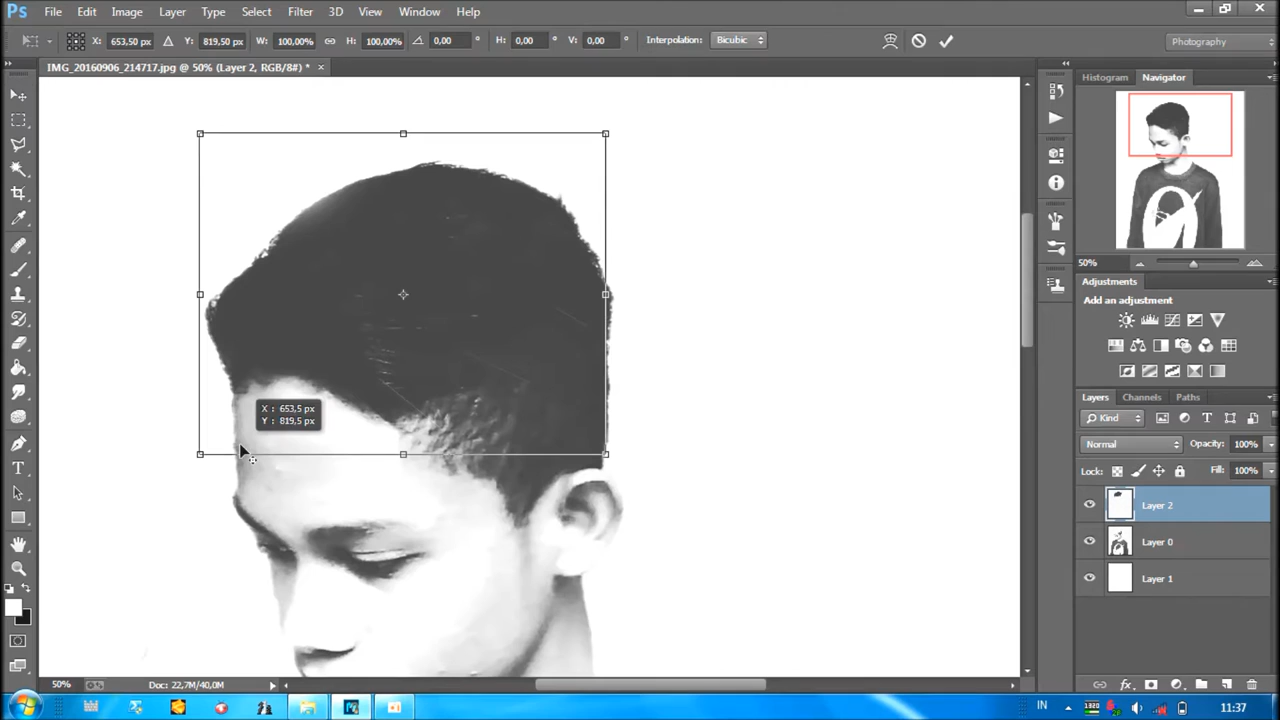 Ps File Edit Image Layer Type Select Filter 3D View Window Help
X: 653,50 px Y: 819,50 px W: 100,00% H: 100,00% 0,00 ° H: 0,00 ° V: 0,00 ° Interpolation: Bicubic Photography
IMG_20160906_214717.jpg @ 50% (Layer 2, RGB/8#) * ×
Histogram Navigator
50%
Adjustments
Add an adjustment
Layers Channels Paths
Kind
Normal Opacity: 100%
Lock: Fill: 100%
Layer 2
Layer 0
Layer 1
X : 653,5 px
Y : 819,5 px
50% Doc: 22,7M/40,0M
IN 1320 11:37